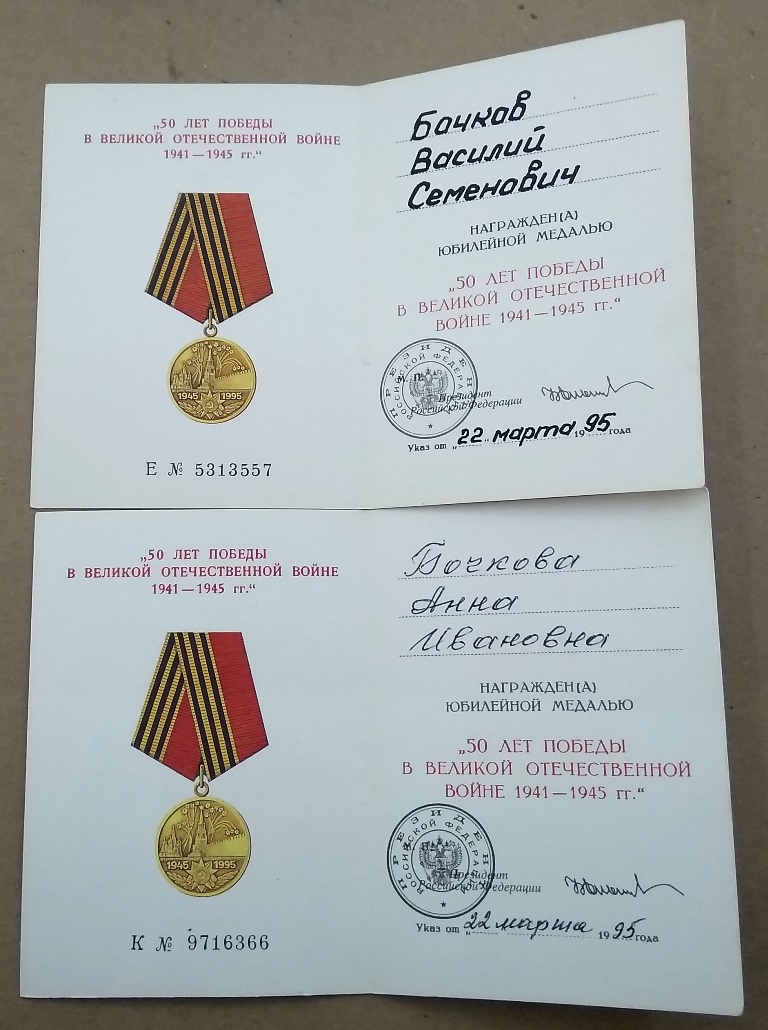 „50 ЛЕТ ПОБЕДЫ
В ВЕЛИКОЙ ОТЕЧЕСТВЕННОЙ ВОЙНЕ
1941—1945 гг.“
1945 1995
Е № 5313557
Бочков
Василий
Семенович
НАГРАЖДЕН(А)
ЮБИЛЕЙНОЙ МЕДАЛЬЮ
„50 ЛЕТ ПОБЕДЫ
В ВЕЛИКОЙ ОТЕЧЕСТВЕННОЙ
ВОЙНЕ 1941—1945 гг.“
ПРЕЗИДЕНТ
РОССИЙСКОЙ ФЕДЕРАЦИИ
Президент
Российской Федерации
Указ от „22„ марта 1995 года
„50 ЛЕТ ПОБЕДЫ
В ВЕЛИКОЙ ОТЕЧЕСТВЕННОЙ ВОЙНЕ
1941—1945 гг.“
1945 1995
К № 9716366
Бочкова
Анна
Ивановна
НАГРАЖДЕН(А)
ЮБИЛЕЙНОЙ МЕДАЛЬЮ
„50 ЛЕТ ПОБЕДЫ
В ВЕЛИКОЙ ОТЕЧЕСТВЕННОЙ
ВОЙНЕ 1941—1945 гг.“
ПРЕЗИДЕНТ
РОССИЙСКОЙ ФЕДЕРАЦИИ
Президент
Российской Федерации
Указ от „22 марта 1995 года